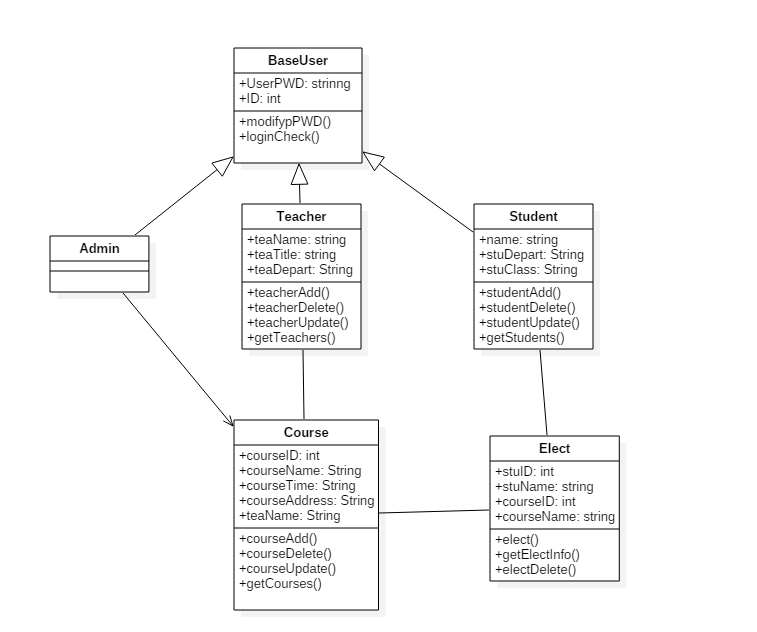 BaseUser
+UserPWD: strinng
+ID: int
+modifypPWD()
+loginCheck()
Admin
Teacher
+teaName: string
+teaTitle: string
+teaDepart: String
+teacherAdd()
+teacherDelete()
+teacherUpdate()
+getTeachers()
Student
+name: string
+stuDepart: String
+stuClass: String
+studentAdd()
+studentDelete()
+studentUpdate()
+getStudents()
Course
+courseID: int
+courseName: String
+courseTime: String
+courseAddress: String
+teaName: String
+courseAdd()
+courseDelete()
+courseUpdate()
+getCourses()
Elect
+stuID: int
+stuName: string
+courseID: int
+courseName: string
+elect()
+getElectInfo()
+electDelete()